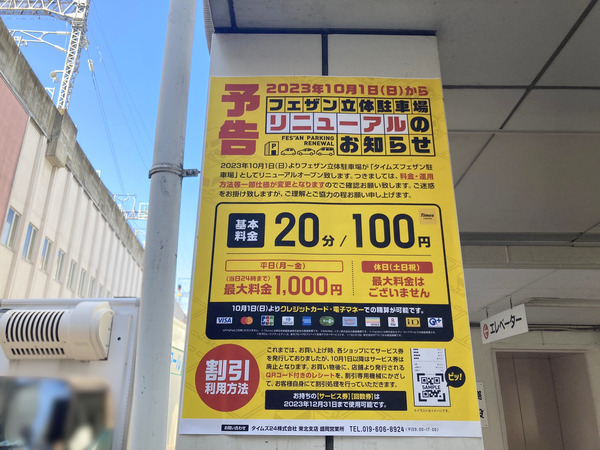 予告
2023年10月1日(日)から
フェザン立体駐車場
リニューアルの
お知らせ
FES"AN PARKING
RENEWAL
2023年10月1日(日)よりフェザン立体駐車場が「タイムズフェザン駐
車場」としてリニューアルオープン致します。つきましては、料金・運用
方法等一部仕様が変更となりますのでご確認お願い致します。ご迷惑
をお掛け致しますが、ご理解とご協力の程お願い申し上げます。
基本
料金
20分/100円
Times
平日(月~金)
(当日24時まで)
最大料金1,000円
休日(土日祝)
最大料金は
ございません
10月1日(日)よりクレジットカード・電子マネーでの精算が可能です。
VISA
iD
割引
利用方法
これまでは、お買い上げ時、各ショップにてサービス券
を発行しておりましたが、10月1日以降はサービス券は
廃止となります。お買い物後に、店舗より発行される
QRコード付きのレシートを、割引専用機械にかざし
て、お客様自身にて割引処理を行っていただきます。
SAMPLE
ピッ!
お持ちの【サービス券】【回数券】は
2023年12月31日まで使用可能です。
お問い合わせ
タイムズ24株式会社 東北支店 盛岡営業所
TEL.019-606-8924
(平日9:00-17:00)
エレベーター